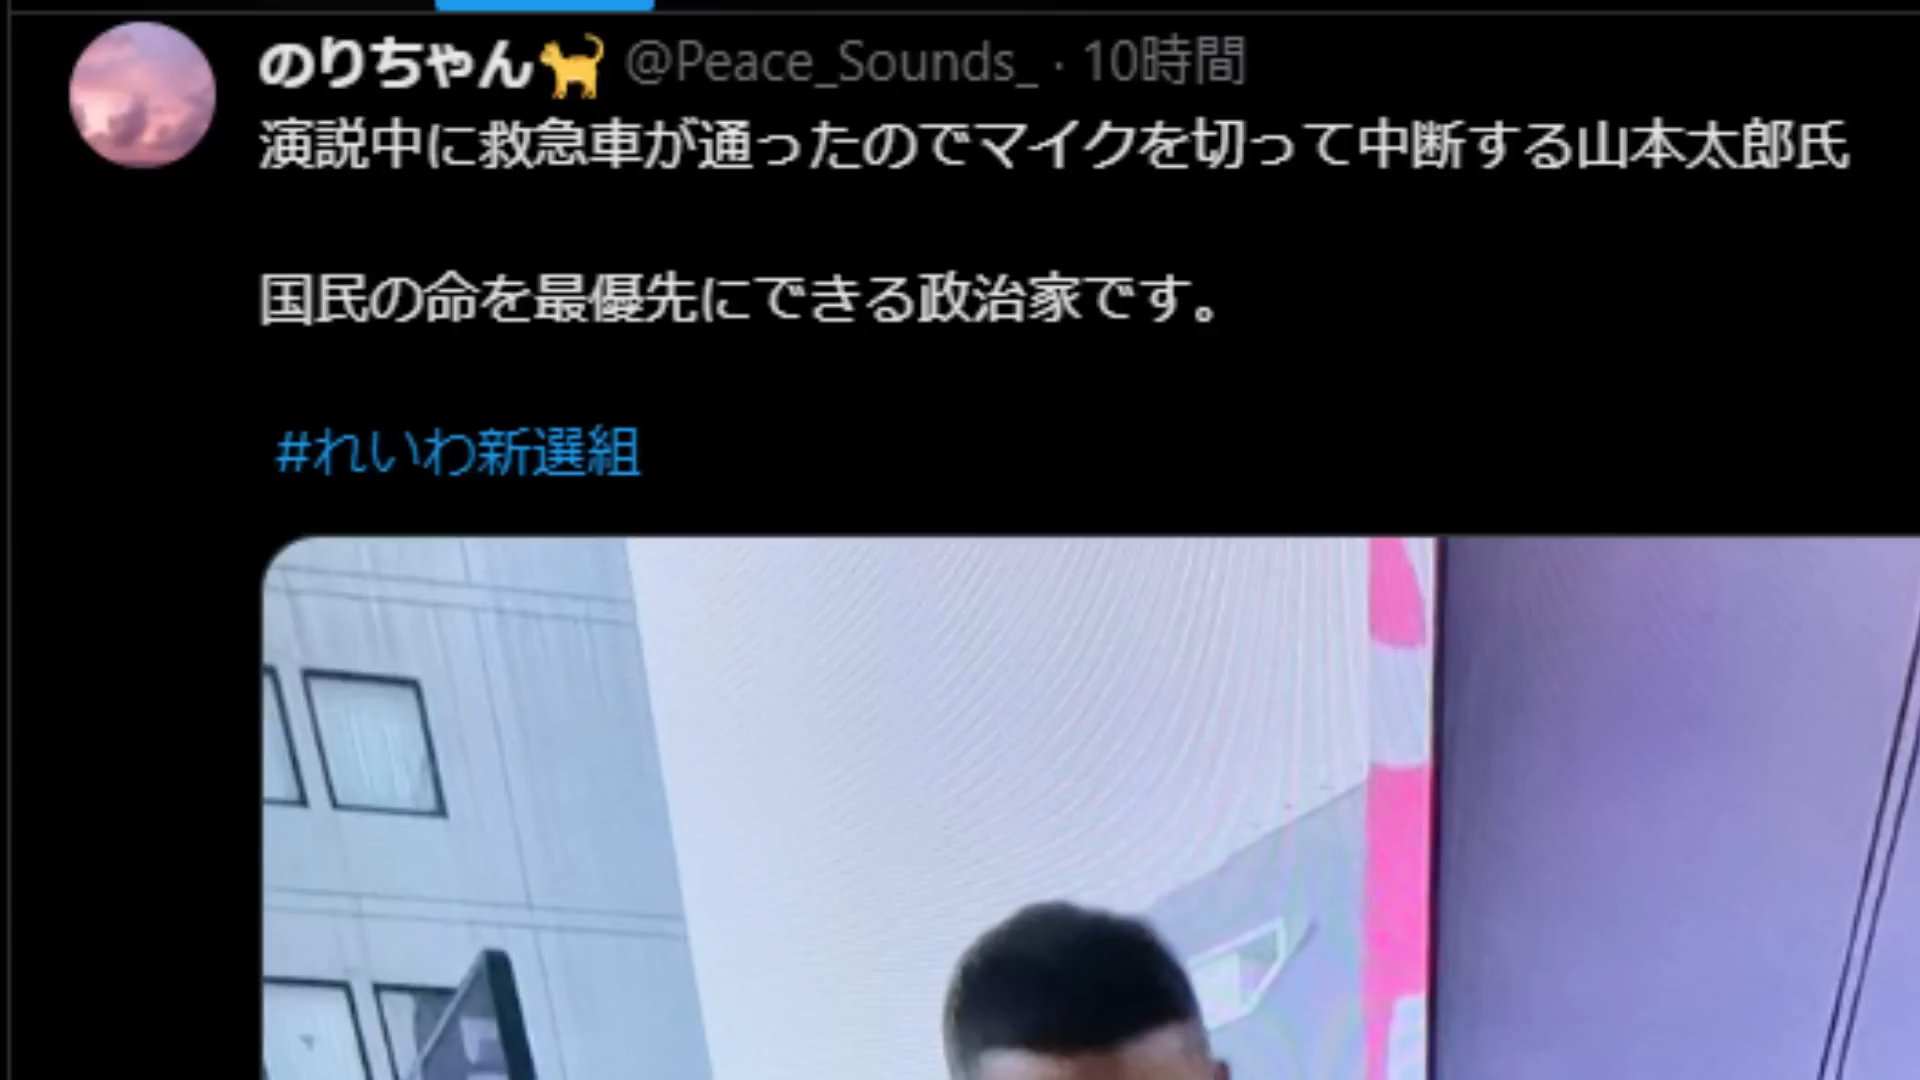 のりちゃん🐈 @Peace_Sounds_ · 10時間
演説中に救急車が通ったのでマイクを切って中断する山本太郎氏
国民の命を最優先にできる政治家です。
#れいわ新選組